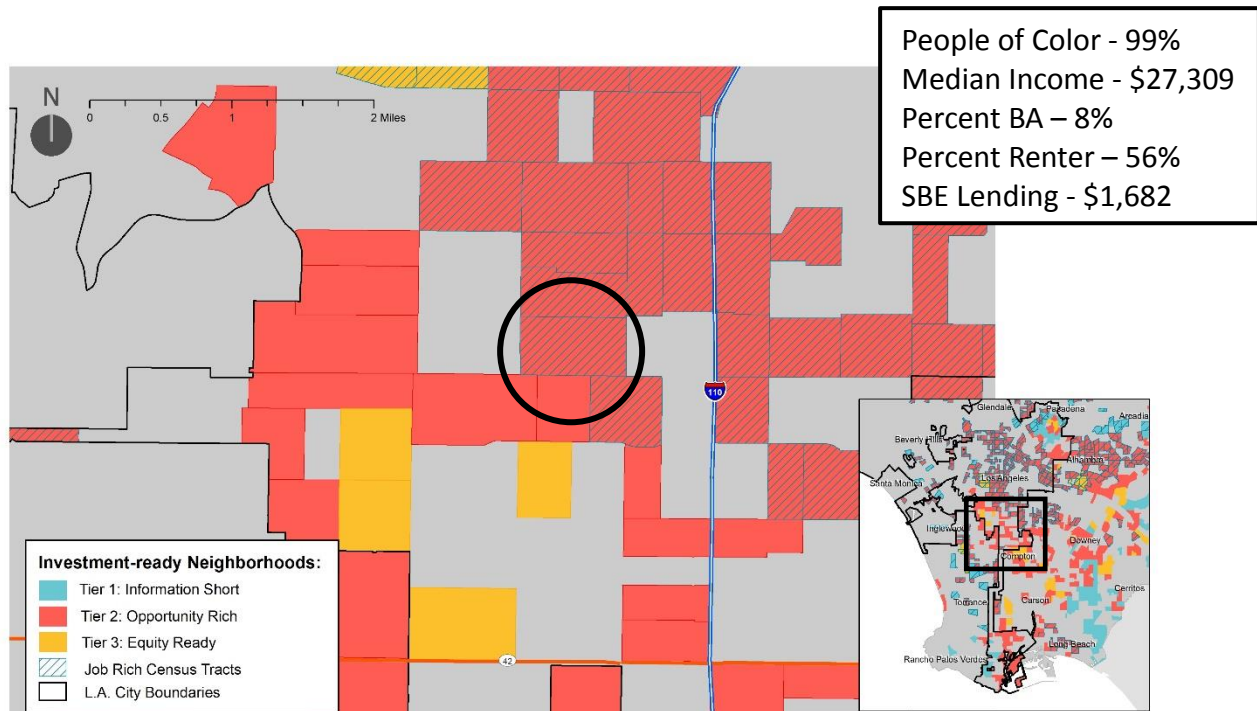 People of Color - 99%
Median Income - $27,309
Percent BA – 8%
Percent Renter – 56%
SBE Lending - $1,682
N
0 0.5 1 2 Miles
110
42
Investment-ready Neighborhoods:
Tier 1: Information Short
Tier 2: Opportunity Rich
Tier 3: Equity Ready
Job Rich Census Tracts
L.A. City Boundaries
Glendale
Pasadena
Arcadia
Beverly Hills
Alhambra
Los Angeles
Santa Monica
Inglewood
Downey
Compton
Cerritos
Torrance
Carson
Long Beach
Rancho Palos Verdes